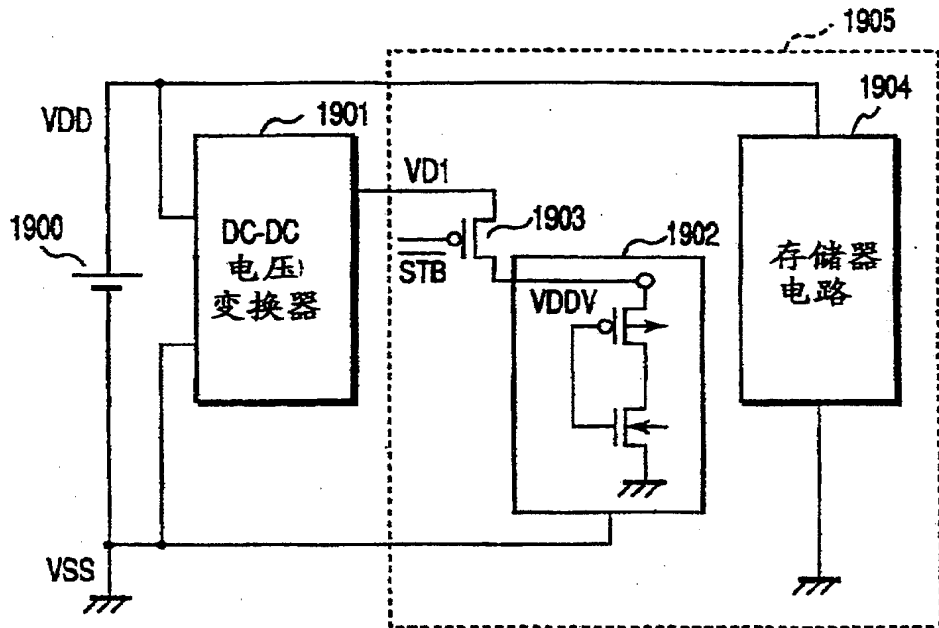 1905
VDD
1901
1904
VD1
1903
1900
DC-DC
电压
变换器
STB
1902
VDDV
存储器
电路
VSS